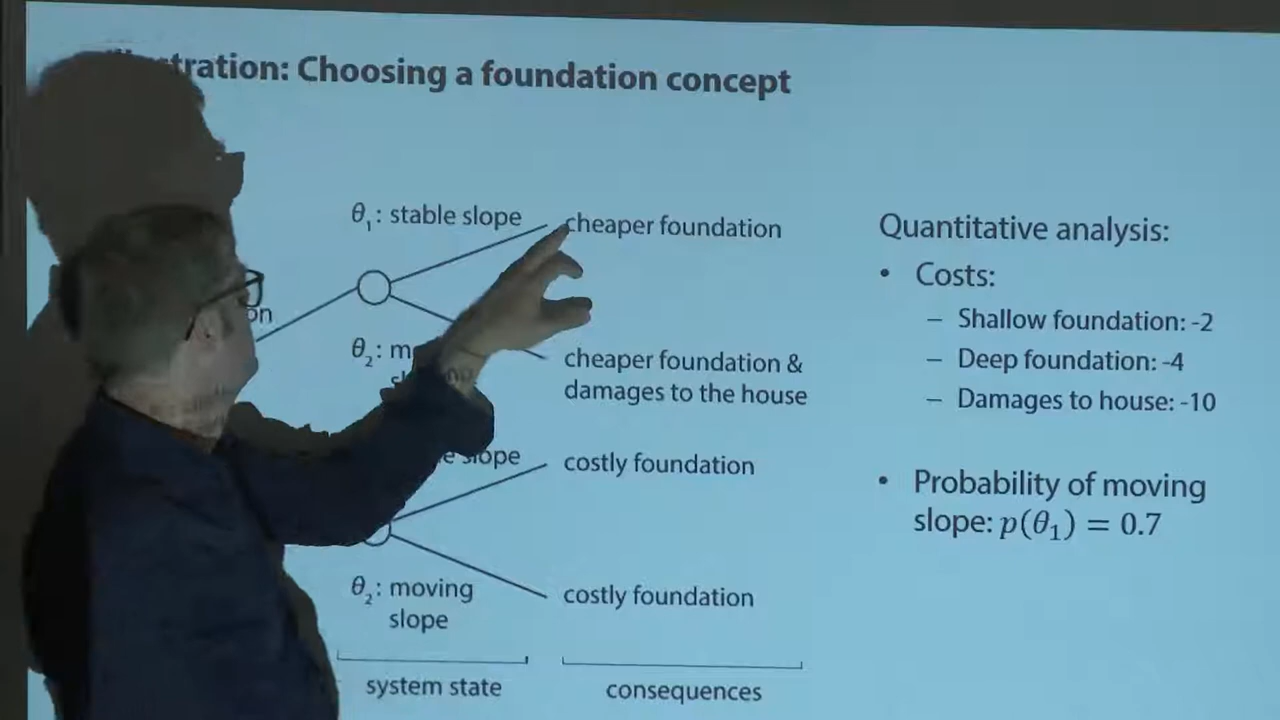 tration: Choosing a foundation concept
θ₁: stable slope
cheaper foundation
on
θ₂: m
cheaper foundation &
damages to the house
e slope
costly foundation
θ₂: moving
slope
costly foundation
system state
consequences
Quantitative analysis:
• Costs:
– Shallow foundation: -2
– Deep foundation: -4
– Damages to house: -10
• Probability of moving
slope: p(θ₁) = 0.7